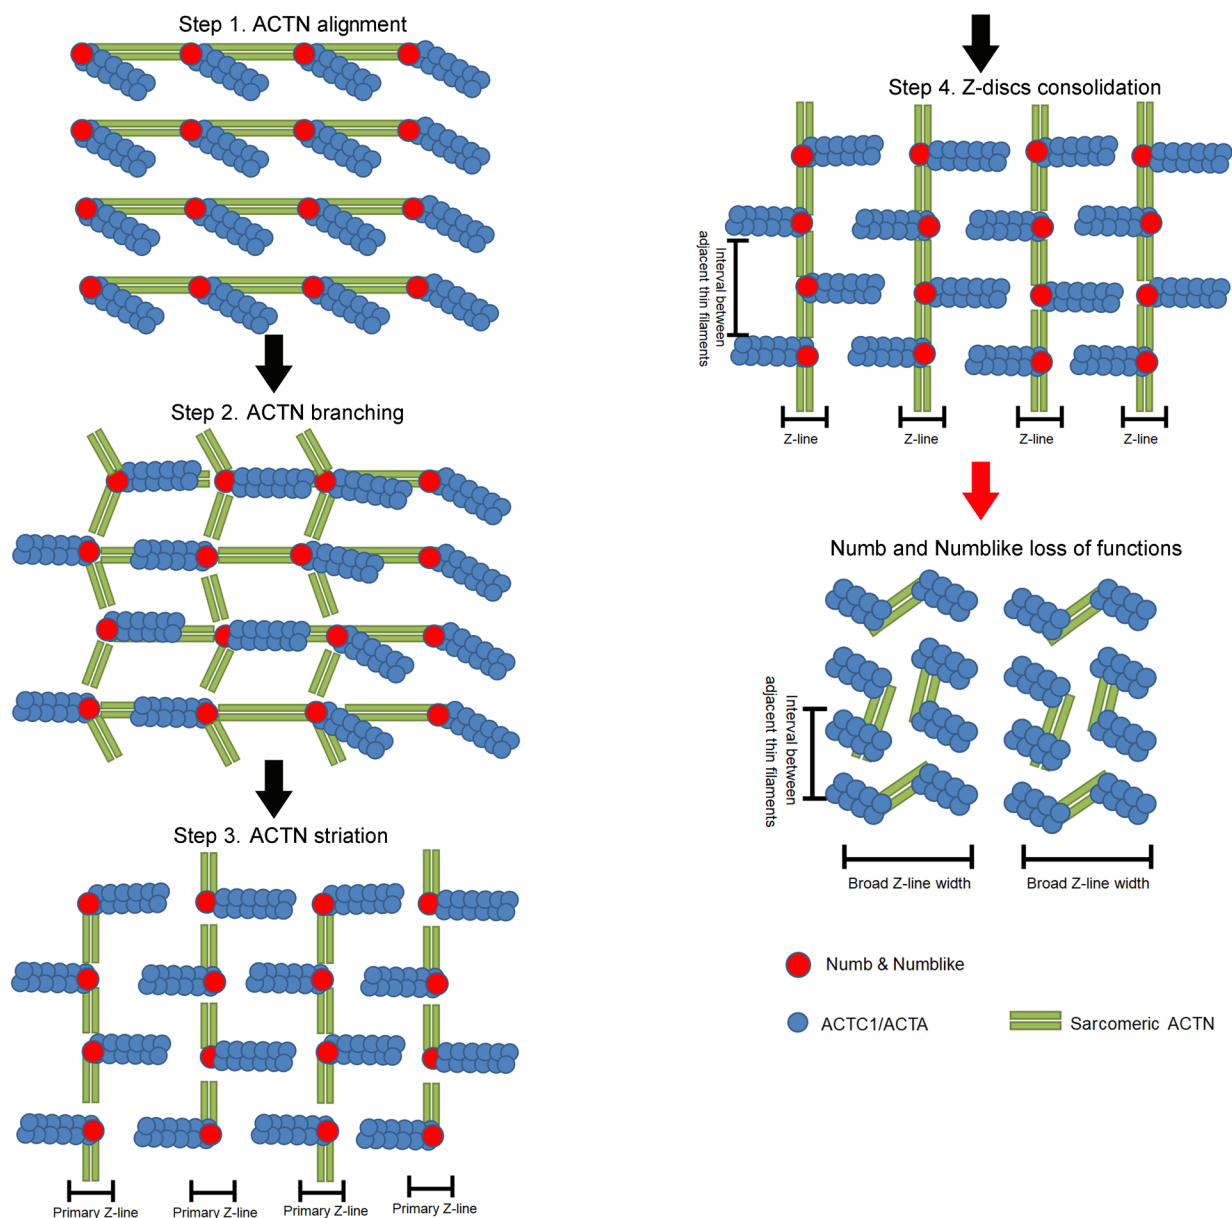 Step 1. ACTN alignment
Step 2. ACTN branching
Step 3. ACTN striation
Primary Z-line
Primary Z-line
Primary Z-line
Primary Z-line
Step 4. Z-discs consolidation
Interval between
adjacent thin filaments
Z-line
Z-line
Z-line
Z-line
Numb and Numblike loss of functions
Interval between
adjacent thin filaments
Broad Z-line width
Broad Z-line width
Numb & Numblike
ACTC1/ACTA
Sarcomeric ACTN